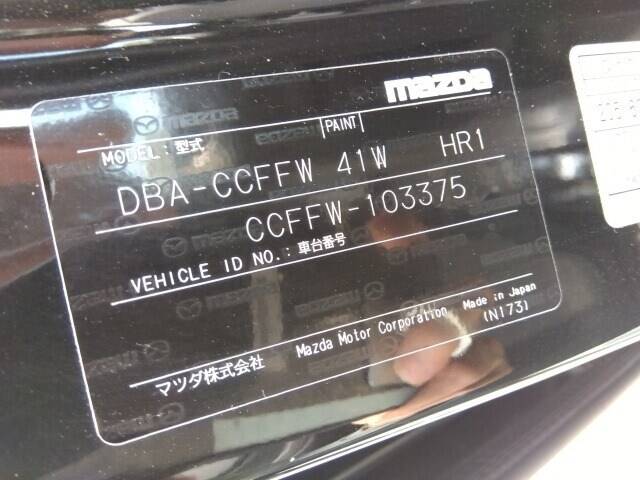 mazda
MODEL:型式 PAINT
DBA-CCFFW 41W HR1
CCFFW-103375
VEHICLE ID NO.:車台番号
マツダ株式会社 Mazda Motor Corporation Made in Japan
(N173)